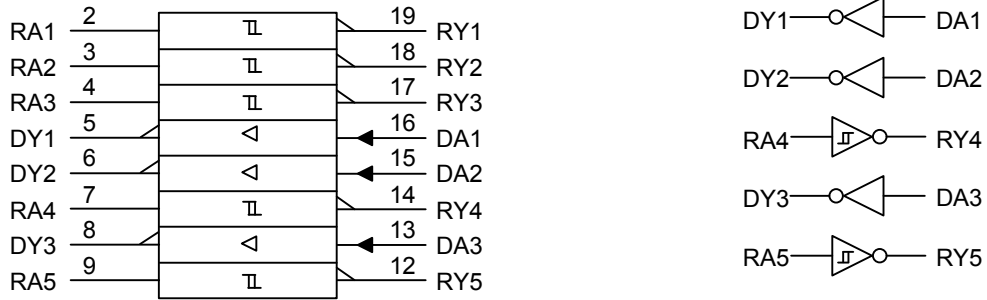 2 19
RA1 RY1
3 18
RA2 RY2
4 17
RA3 RY3
5 16
DY1 DA1
6 15
DY2 DA2
7 14
RA4 RY4
8 13
DY3 DA3
9 12
RA5 RY5
DY1 DA1
DY2 DA2
RA4 RY4
DY3 DA3
RA5 RY5